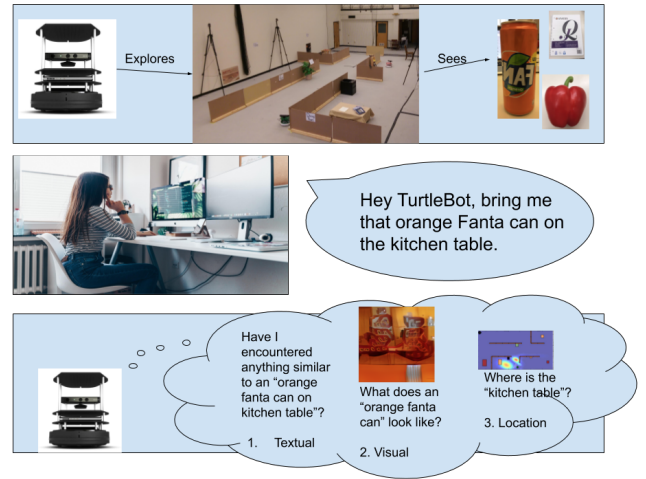 Explores
Sees
Hey TurtleBot, bring me
that orange Fanta can on
the kitchen table.
Have I
encountered
anything similar
to an “orange
fanta can on
kitchen table”?
1. Textual
What does an
“orange fanta
can” look like?
2. Visual
Where is the
“kitchen table”?
3. Location